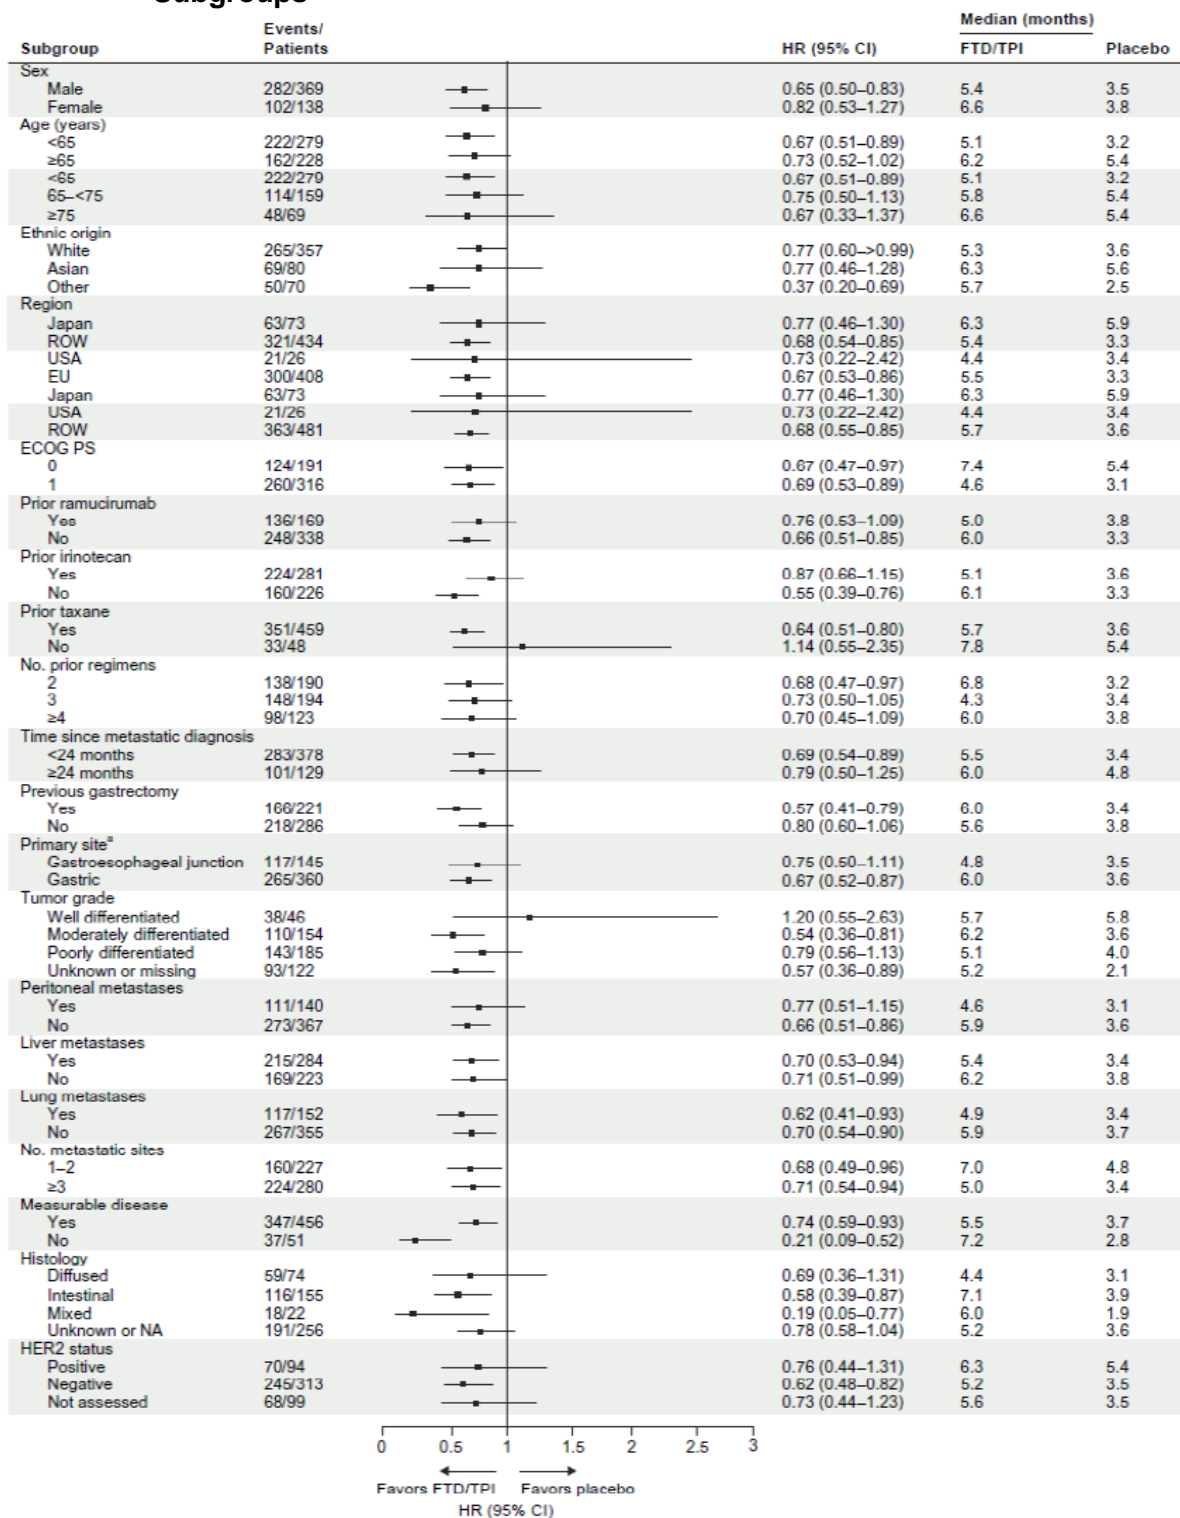 Subgroups
Median (months)
Events/
Subgroup Patients HR (95% CI) FTD/TPI Placebo
Sex
Male 282/369 0.65 (0.50–0.83) 5.4 3.5
Female 102/138 0.82 (0.53–1.27) 6.6 3.8
Age (years)
<65 222/279 0.67 (0.51–0.89) 5.1 3.2
≥65 162/228 0.73 (0.52–1.02) 6.2 5.4
<65 222/279 0.67 (0.51–0.89) 5.1 3.2
65–<75 114/159 0.75 (0.50–1.13) 5.8 5.4
≥75 48/69 0.67 (0.33–1.37) 6.6 5.4
Ethnic origin
White 265/357 0.77 (0.60–>0.99) 5.3 3.6
Asian 69/80 0.77 (0.46–1.28) 6.3 5.6
Other 50/70 0.37 (0.20–0.69) 5.7 2.5
Region
Japan 63/73 0.77 (0.46–1.30) 6.3 5.9
ROW 321/434 0.68 (0.54–0.85) 5.4 3.3
USA 21/26 0.73 (0.22–2.42) 4.4 3.4
EU 300/408 0.67 (0.53–0.86) 5.5 3.3
Japan 63/73 0.77 (0.46–1.30) 6.3 5.9
USA 21/26 0.73 (0.22–2.42) 4.4 3.4
ROW 363/481 0.68 (0.55–0.85) 5.7 3.6
ECOG PS
0 124/191 0.67 (0.47–0.97) 7.4 5.4
1 260/316 0.69 (0.53–0.89) 4.6 3.1
Prior ramucirumab
Yes 136/169 0.76 (0.53–1.09) 5.0 3.8
No 248/338 0.66 (0.51–0.85) 6.0 3.3
Prior irinotecan
Yes 224/281 0.87 (0.66–1.15) 5.1 3.6
No 160/226 0.55 (0.39–0.76) 6.1 3.3
Prior taxane
Yes 351/459 0.64 (0.51–0.80) 5.7 3.6
No 33/48 1.14 (0.55–2.35) 7.8 5.4
No. prior regimens
2 138/190 0.68 (0.47–0.97) 6.8 3.2
3 148/194 0.73 (0.50–1.05) 4.3 3.4
≥4 98/123 0.70 (0.45–1.09) 6.0 3.8
Time since metastatic diagnosis
<24 months 283/378 0.69 (0.54–0.89) 5.5 3.4
≥24 months 101/129 0.79 (0.50–1.25) 6.0 4.8
Previous gastrectomy
Yes 166/221 0.57 (0.41–0.79) 6.0 3.4
No 218/286 0.80 (0.60–1.06) 5.6 3.8
Primary siteᵃ
Gastroesophageal junction 117/145 0.75 (0.50–1.11) 4.8 3.5
Gastric 265/360 0.67 (0.52–0.87) 6.0 3.6
Tumor grade
Well differentiated 38/46 1.20 (0.55–2.63) 5.7 5.8
Moderately differentiated 110/154 0.54 (0.36–0.81) 6.2 3.6
Poorly differentiated 143/185 0.79 (0.56–1.13) 5.1 4.0
Unknown or missing 93/122 0.57 (0.36–0.89) 5.2 2.1
Peritoneal metastases
Yes 111/140 0.77 (0.51–1.15) 4.6 3.1
No 273/367 0.66 (0.51–0.86) 5.9 3.6
Liver metastases
Yes 215/284 0.70 (0.53–0.94) 5.4 3.4
No 169/223 0.71 (0.51–0.99) 6.2 3.8
Lung metastases
Yes 117/152 0.62 (0.41–0.93) 4.9 3.4
No 267/355 0.70 (0.54–0.90) 5.9 3.7
No. metastatic sites
1–2 160/227 0.68 (0.49–0.96) 7.0 4.8
≥3 224/280 0.71 (0.54–0.94) 5.0 3.4
Measurable disease
Yes 347/456 0.74 (0.59–0.93) 5.5 3.7
No 37/51 0.21 (0.09–0.52) 7.2 2.8
Histology
Diffused 59/74 0.69 (0.36–1.31) 4.4 3.1
Intestinal 116/155 0.58 (0.39–0.87) 7.1 3.9
Mixed 18/22 0.19 (0.05–0.77) 6.0 1.9
Unknown or NA 191/256 0.78 (0.58–1.04) 5.2 3.6
HER2 status
Positive 70/94 0.76 (0.44–1.31) 6.3 5.4
Negative 245/313 0.62 (0.48–0.82) 5.2 3.5
Not assessed 68/99 0.73 (0.44–1.23) 5.6 3.5
0 0.5 1 1.5 2 2.5 3
Favors FTD/TPI Favors placebo
HR (95% CI)